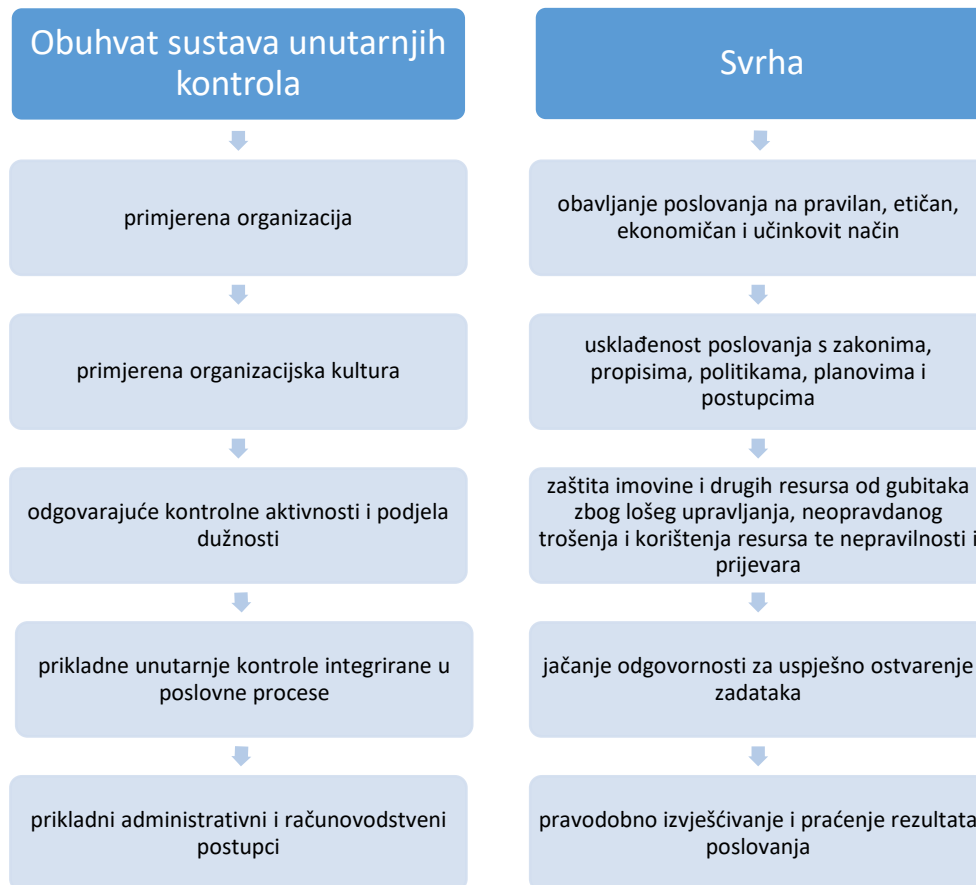 Obuhvat sustava unutarnjih
kontrola
primjerena organizacija
primjerena organizacijska kultura
odgovarajuće kontrolne aktivnosti i podjela
dužnosti
prikladne unutarnje kontrole integrirane u
poslovne procese
prikladni administrativni i računovodstveni
postupci
Svrha
obavljanje poslovanja na pravilan, etičan,
ekonomičan i učinkovit način
usklađenost poslovanja s zakonima,
propisima, politikama, planovima i
postupcima
zaštita imovine i drugih resursa od gubitaka
zbog lošeg upravljanja, neopravdanog
trošenja i korištenja resursa te nepravilnosti i
prijevara
jačanje odgovornosti za uspješno ostvarenje
zadataka
pravodobno izvješćivanje i praćenje rezultata
poslovanja